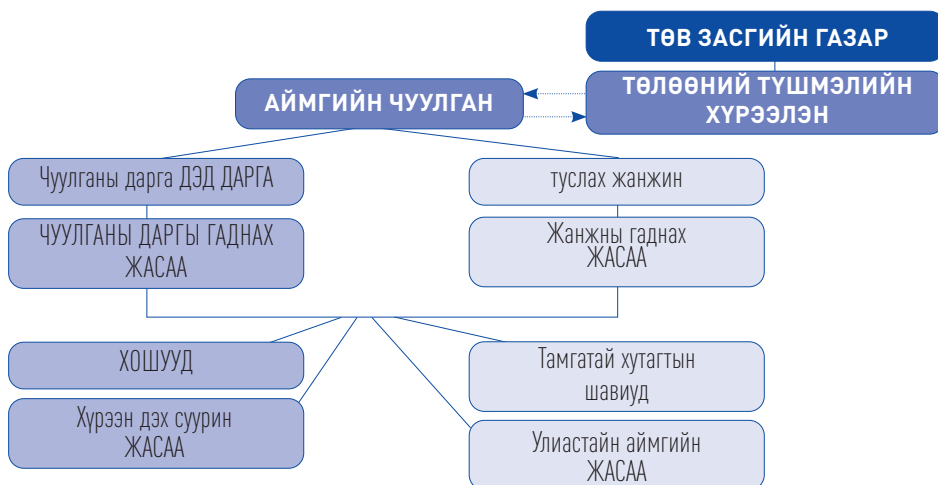 ТӨВ ЗАСГИЙН ГАЗАР
ТӨЛӨӨНИЙ ТҮШМЭЛИЙН
ХҮРЭЭЛЭН
АЙМГИЙН ЧУУЛГАН
Чуулганы дарга ДЭД ДАРГА
туслах жанжин
ЧУУЛГАНЫ ДАРГЫ ГАДНАХ
ЖАСАА
Жанжны гаднах
ЖАСАА
ХОШУУД
Тамгатай хутагтын
шавиуд
Хүрээн дэх суурин
ЖАСАА
Улиастайн аймгийн
ЖАСАА